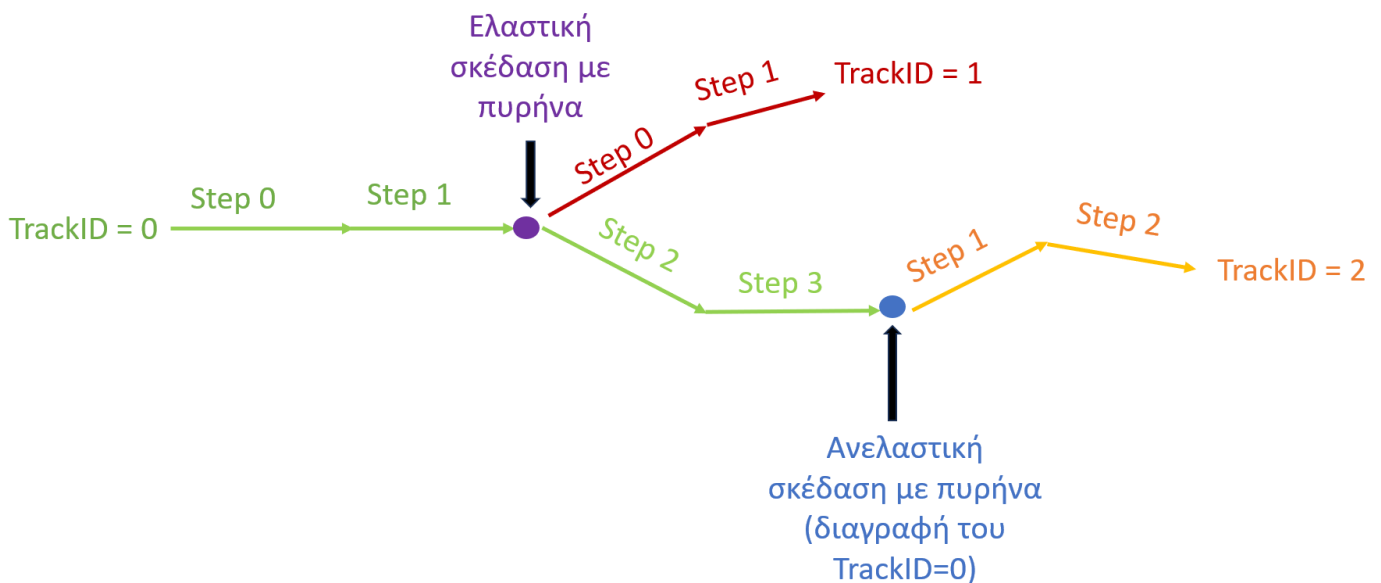 Ελαστική
σκέδαση με
πυρήνα
Step 1
TrackID = 1
Step 0
Step 0
Step 1
TrackID = 0
Step 2
Step 3
Step 1
Step 2
TrackID = 2
Ανελαστική
σκέδαση με πυρήνα
(διαγραφή του
TrackID=0)